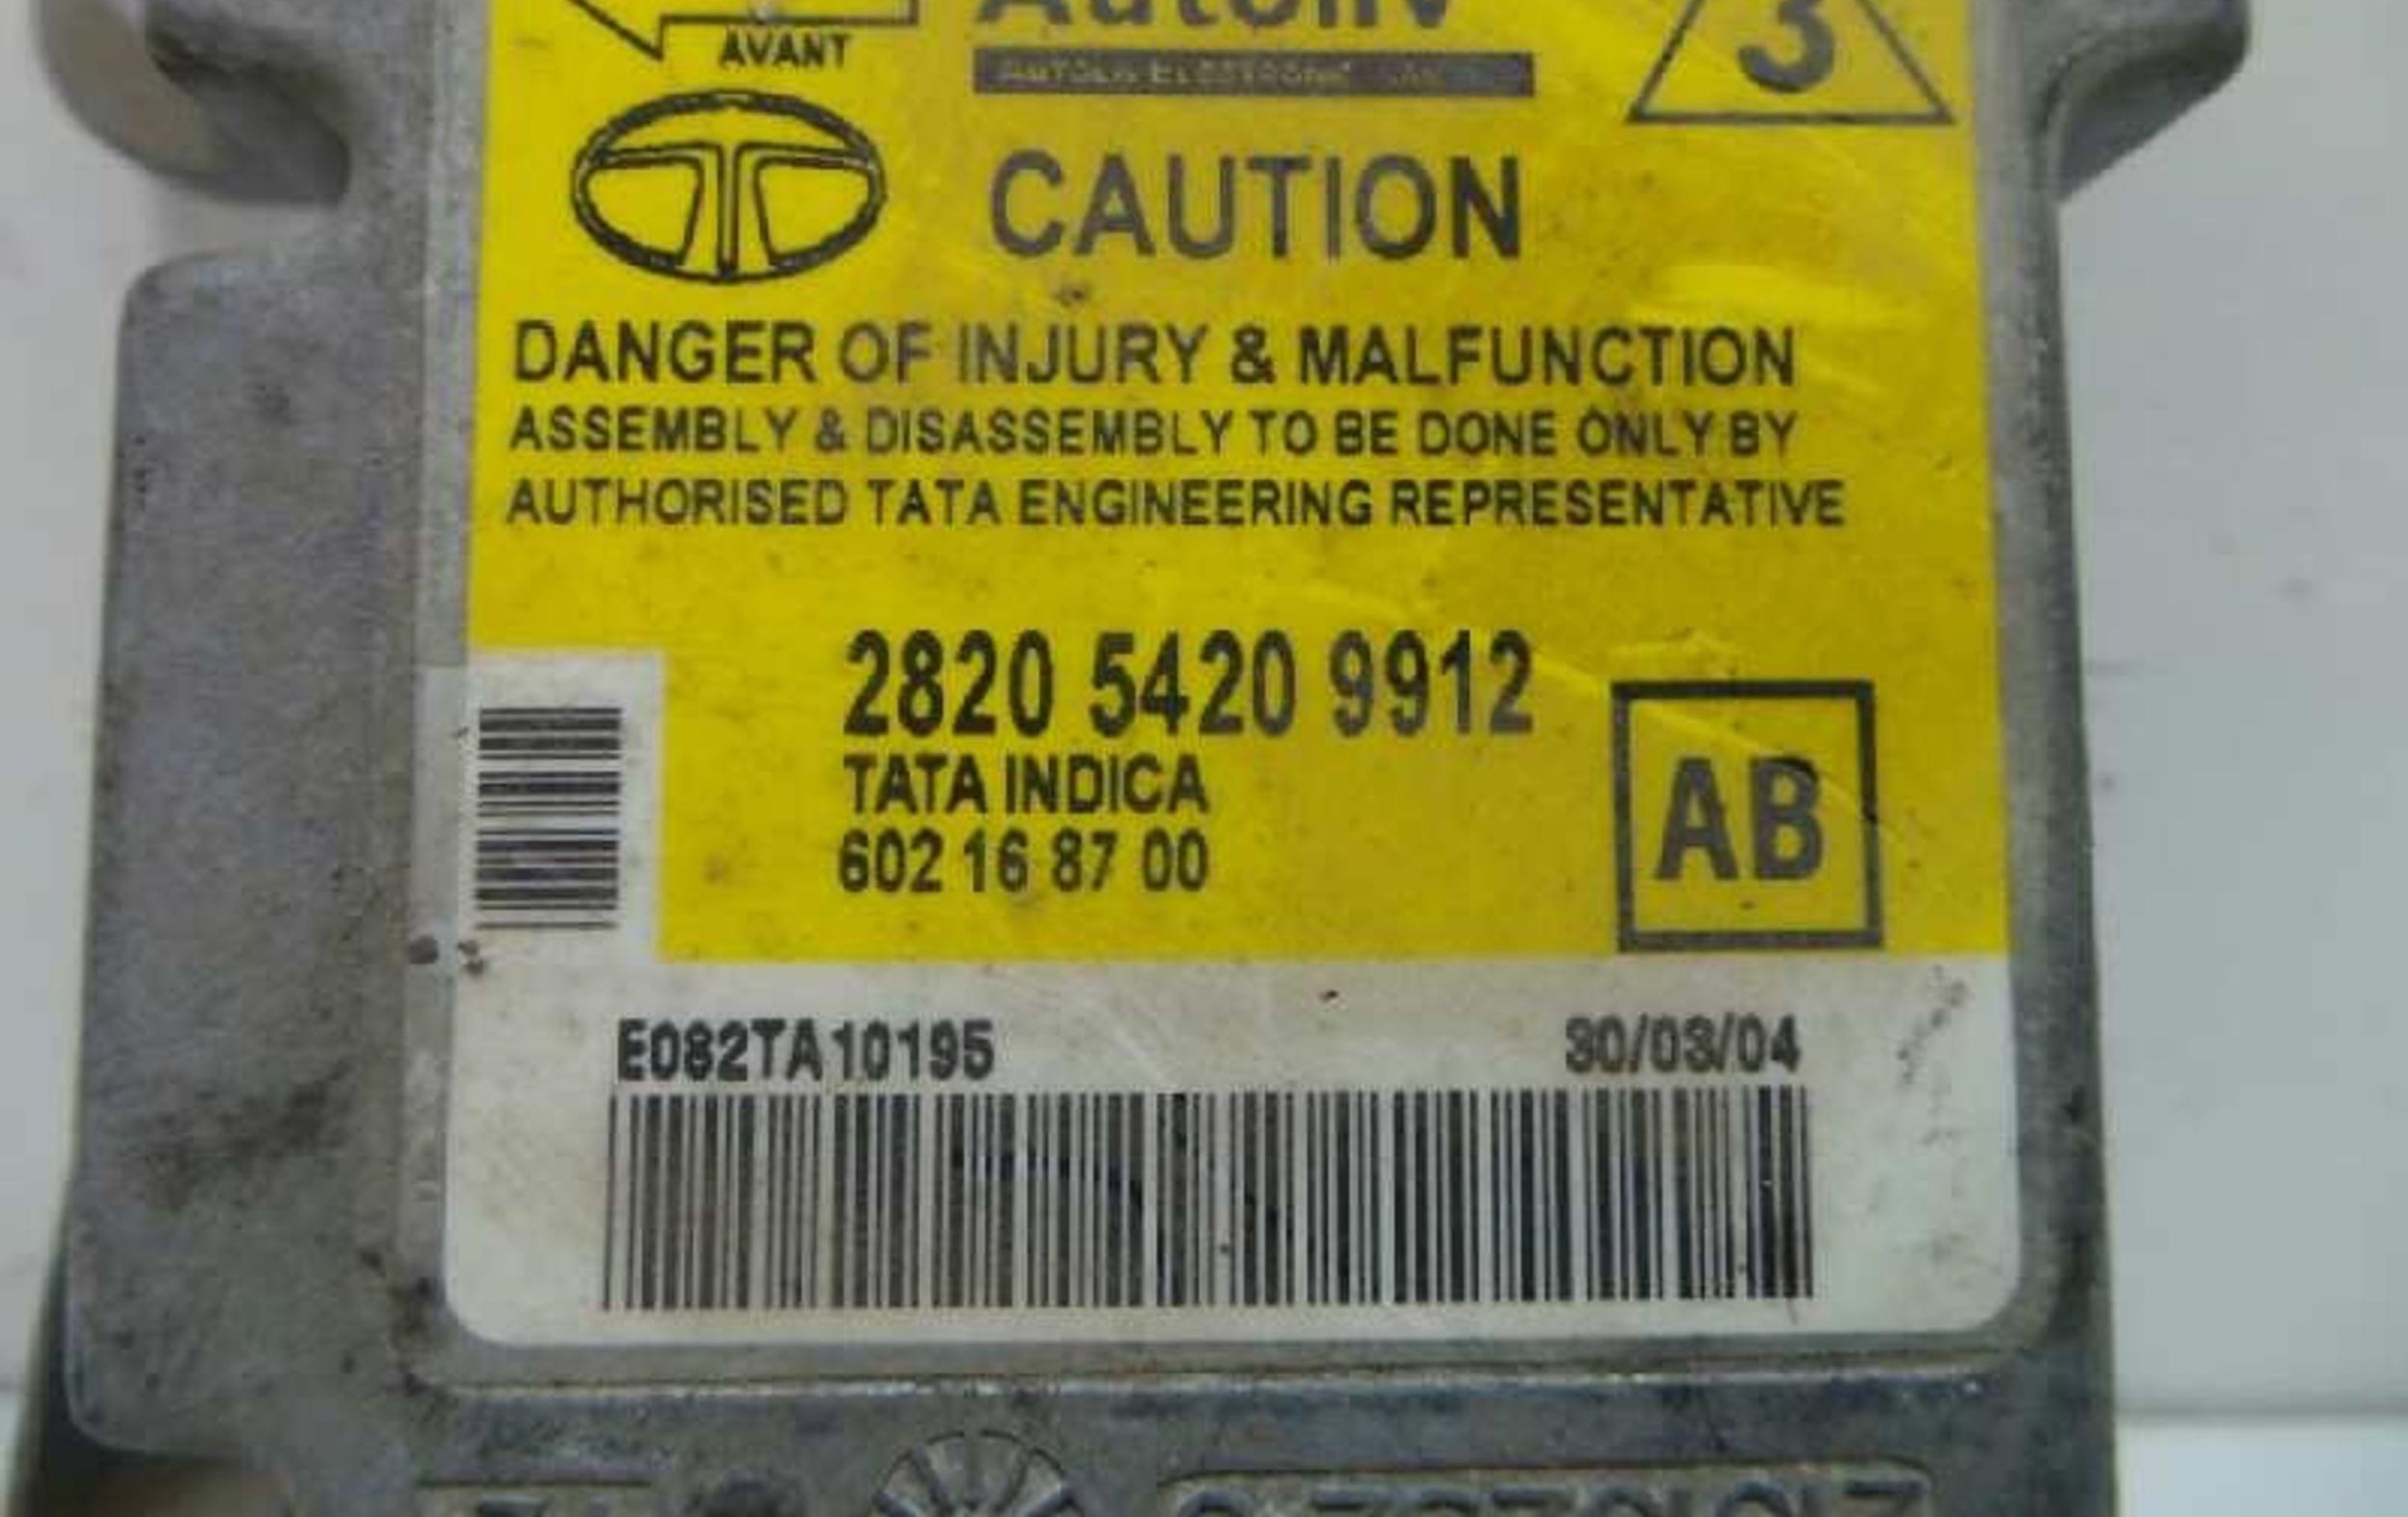 AVANT
Autoliv
3
CAUTION
DANGER OF INJURY & MALFUNCTION
ASSEMBLY & DISASSEMBLY TO BE DONE ONLY BY
AUTHORISED TATA ENGINEERING REPRESENTATIVE
2820 5420 9912
TATA INDICA
602 16 87 00
AB
E082TA10195
30/03/04